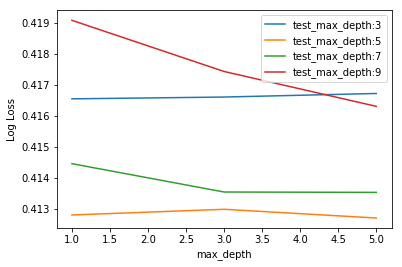 0.419
0.418
0.417
0.416
0.415
0.414
0.413
Log Loss
test_max_depth:3
test_max_depth:5
test_max_depth:7
test_max_depth:9
1.0 1.5 2.0 2.5 3.0 3.5 4.0 4.5 5.0
max_depth